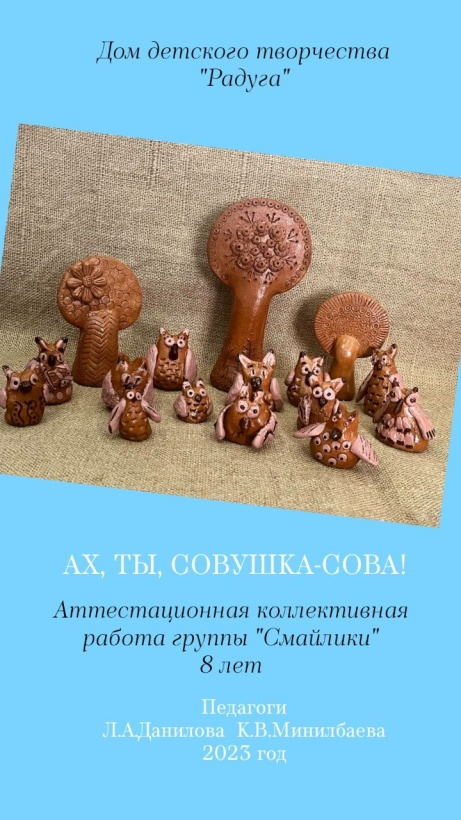 Дом детского творчества
"Радуга"
АХ, ТЫ, СОВУШКА-СОВА!
Аттестационная коллективная
работа группы "Смайлики"
8 лет
Педагоги
Л.А.Данилова К.В.Минилбаева
2023 год